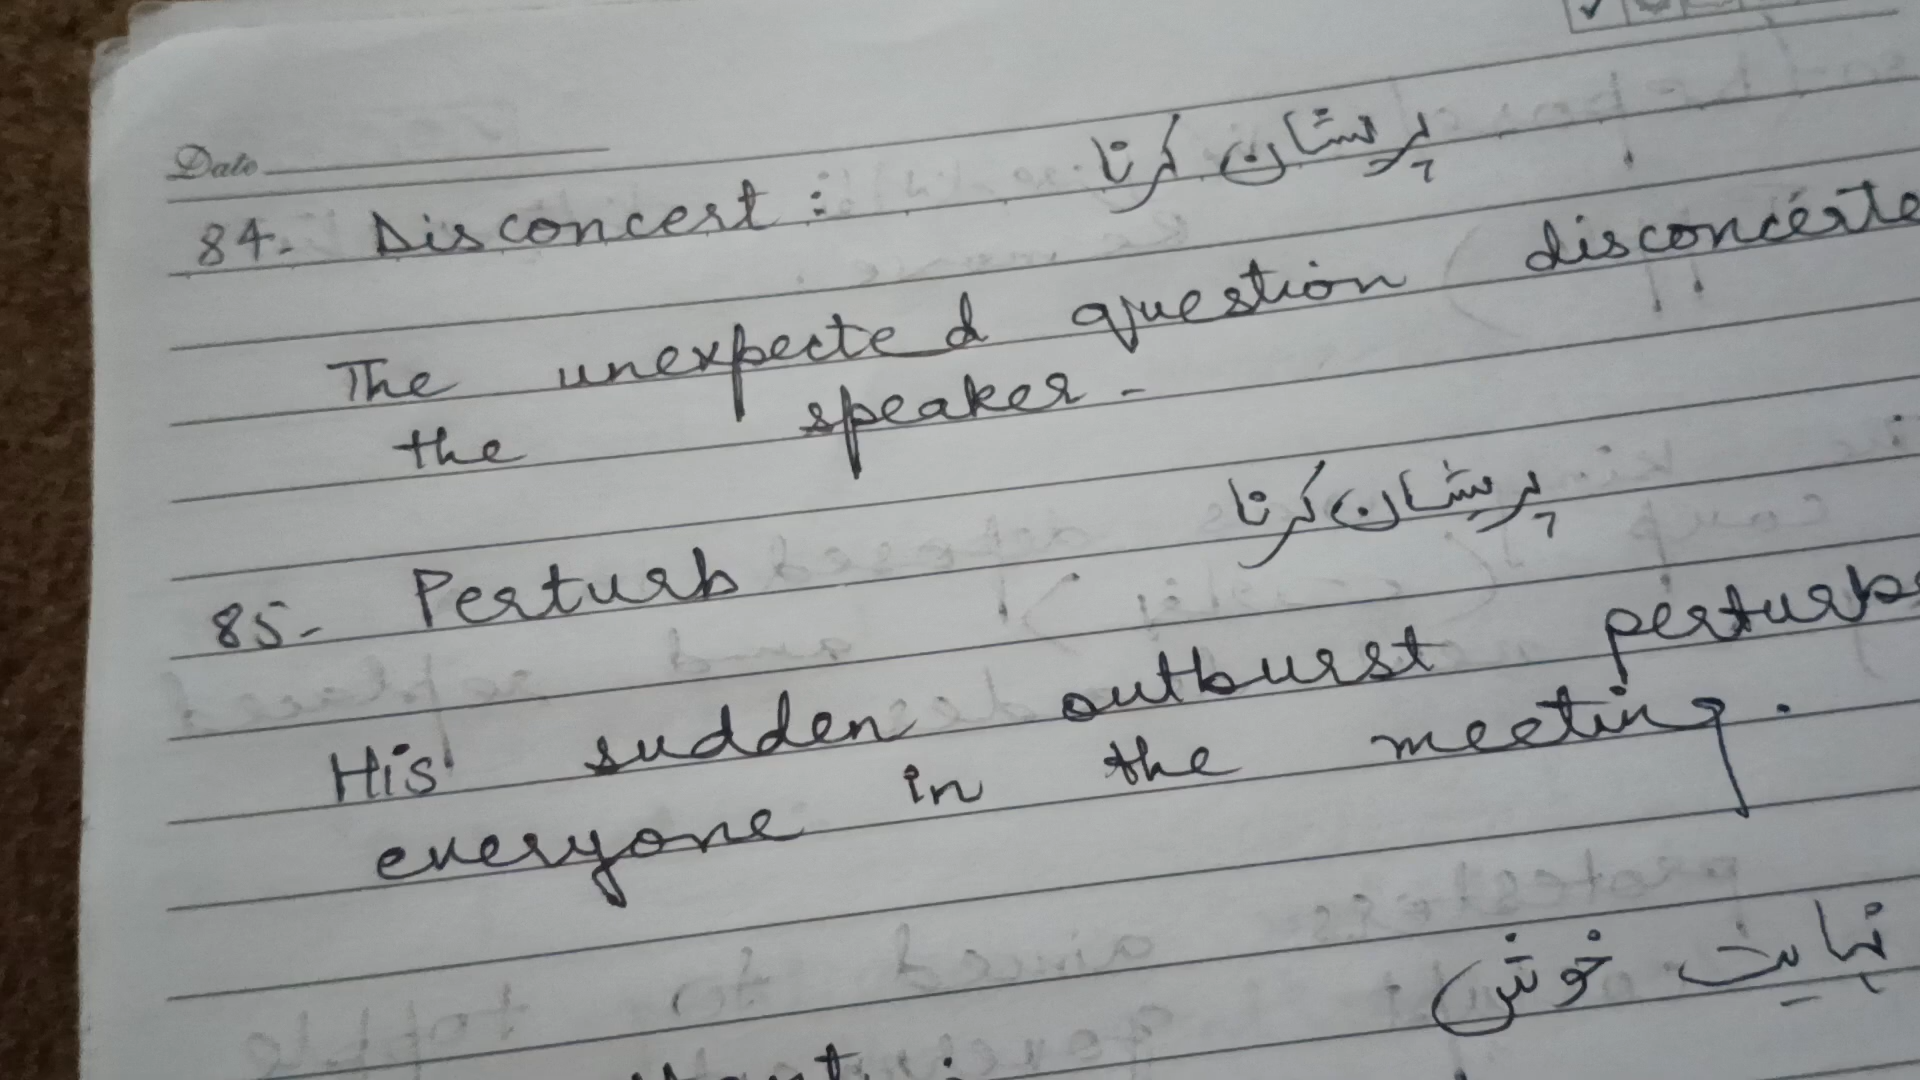 Date
84. Disconcert : پریشان کرنا
The unexpected question disconcerte
the speaker.
85. Perturb پریشان کرنا
His sudden outburst perturbs
everyone in the meeting.
نہایت خوش